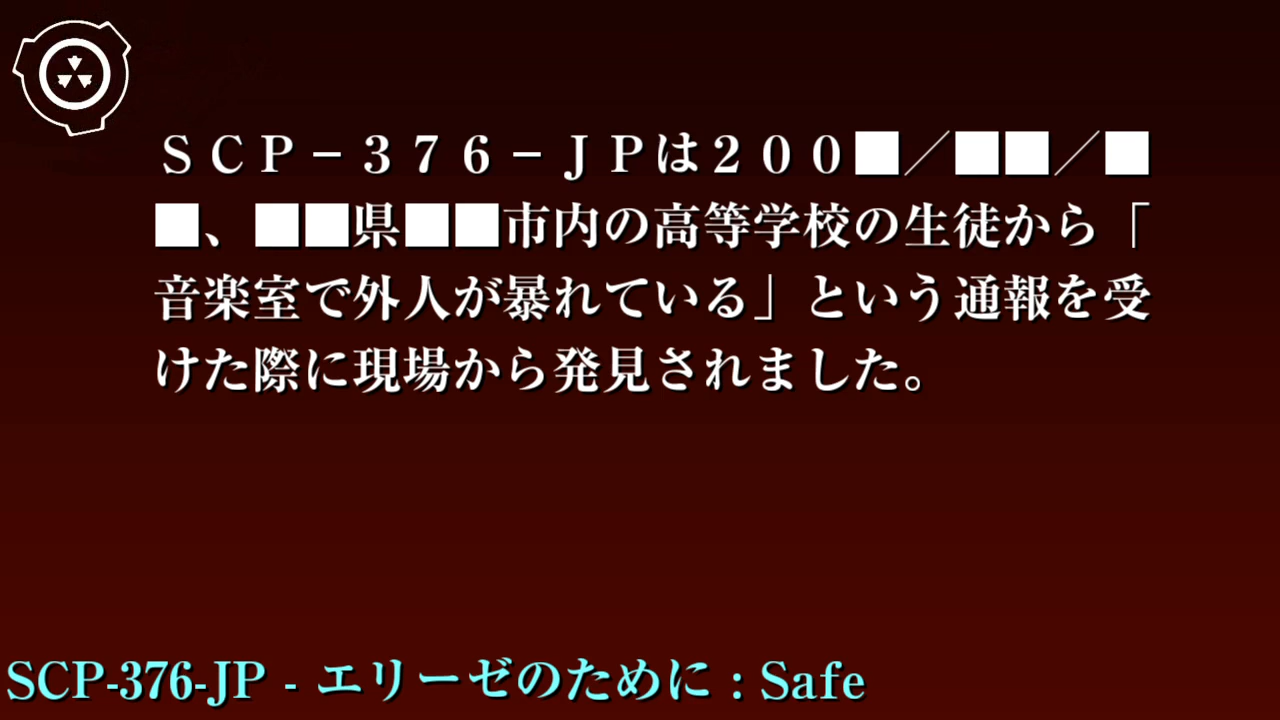 SCP－376－JPは200■／■■／■
■、■■県■■市内の高等学校の生徒から「
音楽室で外人が暴れている」という通報を受
けた際に現場から発見されました。
SCP-376-JP - エリーゼのために : Safe